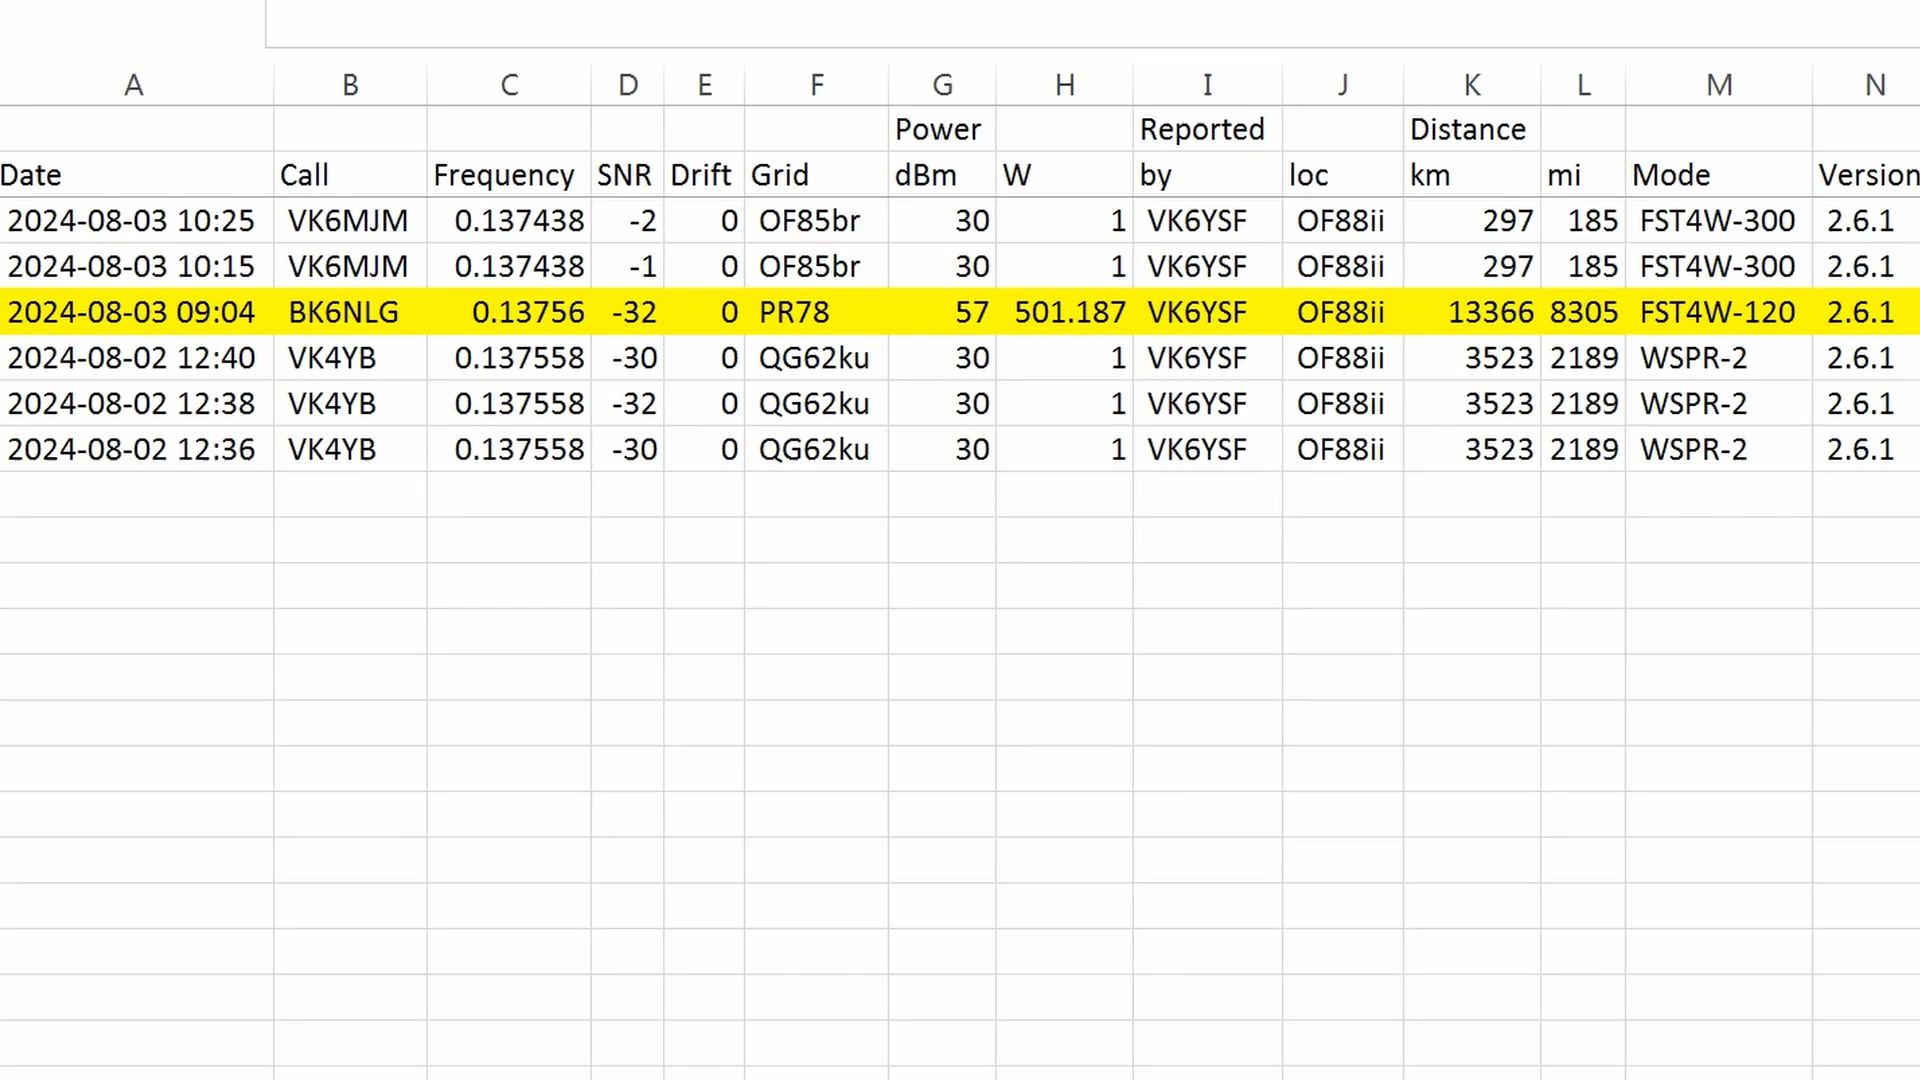 A B C D E F G H I J K L M N
Power Reported Distance
Date Call Frequency SNR Drift Grid dBm W by loc km mi Mode Version
2024-08-03 10:25 VK6MJM 0.137438 -2 0 OF85br 30 1 VK6YSF OF88ii 297 185 FST4W-300 2.6.1
2024-08-03 10:15 VK6MJM 0.137438 -1 0 OF85br 30 1 VK6YSF OF88ii 297 185 FST4W-300 2.6.1
2024-08-03 09:04 BK6NLG 0.13756 -32 0 PR78 57 501.187 VK6YSF OF88ii 13366 8305 FST4W-120 2.6.1
2024-08-02 12:40 VK4YB 0.137558 -30 0 QG62ku 30 1 VK6YSF OF88ii 3523 2189 WSPR-2 2.6.1
2024-08-02 12:38 VK4YB 0.137558 -32 0 QG62ku 30 1 VK6YSF OF88ii 3523 2189 WSPR-2 2.6.1
2024-08-02 12:36 VK4YB 0.137558 -30 0 QG62ku 30 1 VK6YSF OF88ii 3523 2189 WSPR-2 2.6.1